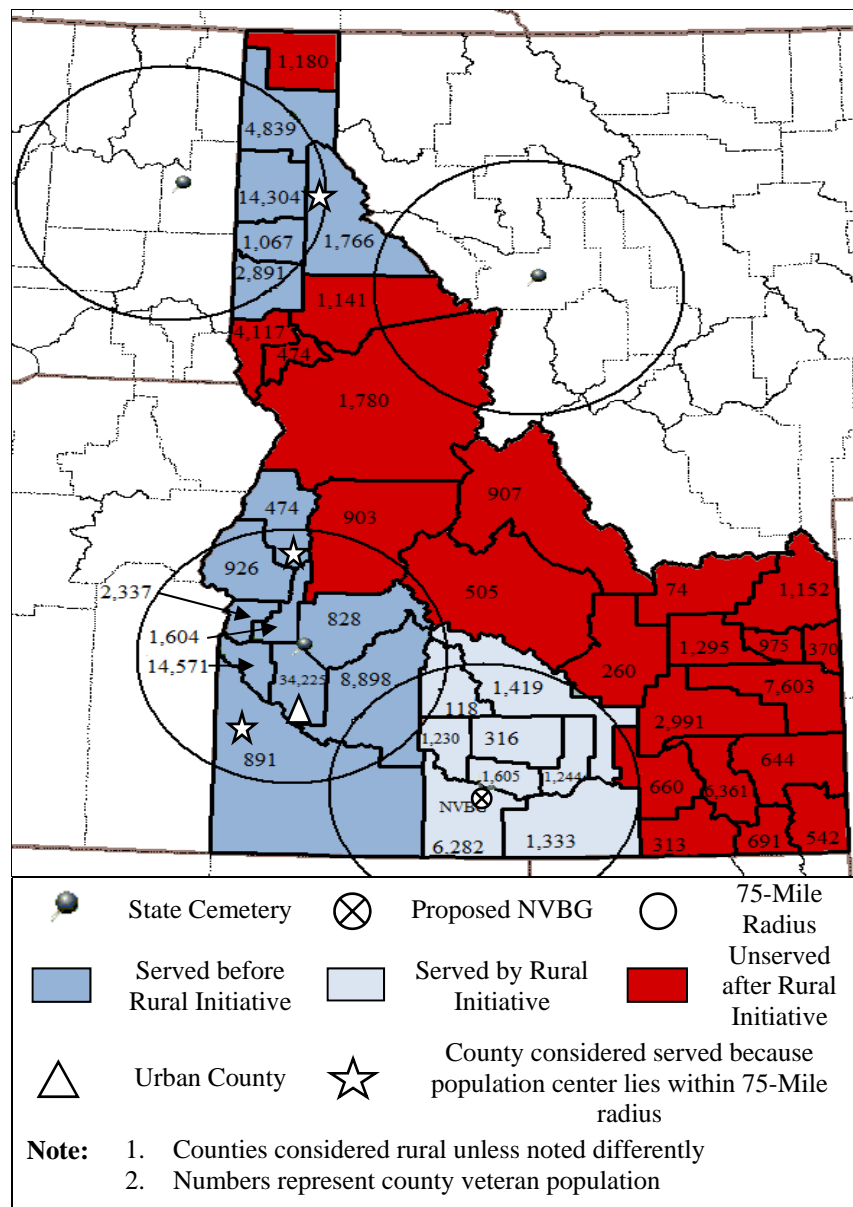 1,180
4,839
14,304
1,067
1,766
2,891
1,141
4,117
474
1,780
474
907
903
926
2,337
505
74
1,152
828
1,604
1,295
975
370
14,571
260
34,225
8,898
1,419
7,603
118
2,991
1,230
316
891
644
1,605
1,244
660
6,361
NVBG
6,282
1,333
313
691
542
State Cemetery
Proposed NVBG
75-Mile
Radius
Served before
Rural Initiative
Served by Rural
Initiative
Unserved
after Rural
Initiative
Urban County
County considered served because
population center lies within 75-Mile
radius
Note: 1. Counties considered rural unless noted differently
2. Numbers represent county veteran population